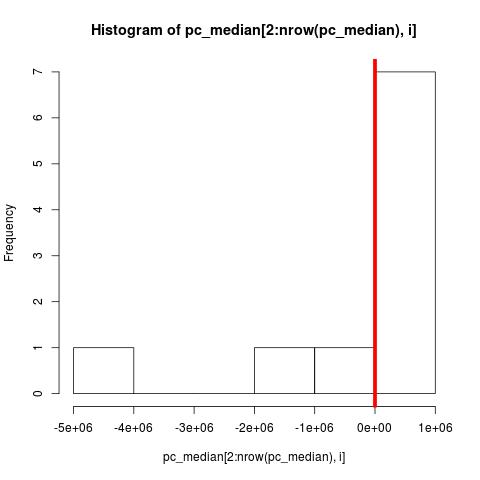 Histogram of pc_median[2:nrow(pc_median), i]
Frequency
7
6
5
4
3
2
1
0
-5e+06 -4e+06 -3e+06 -2e+06 -1e+06 0e+00 1e+06
pc_median[2:nrow(pc_median), i]